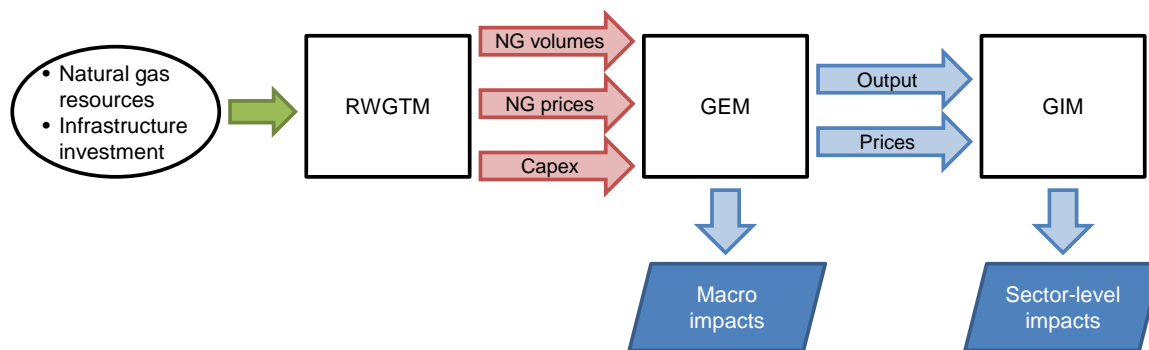 • Natural gas
resources
• Infrastructure
investment
RWGTM
NG volumes
NG prices
Capex
GEM
Output
Prices
GIM
Macro
impacts
Sector-level
impacts